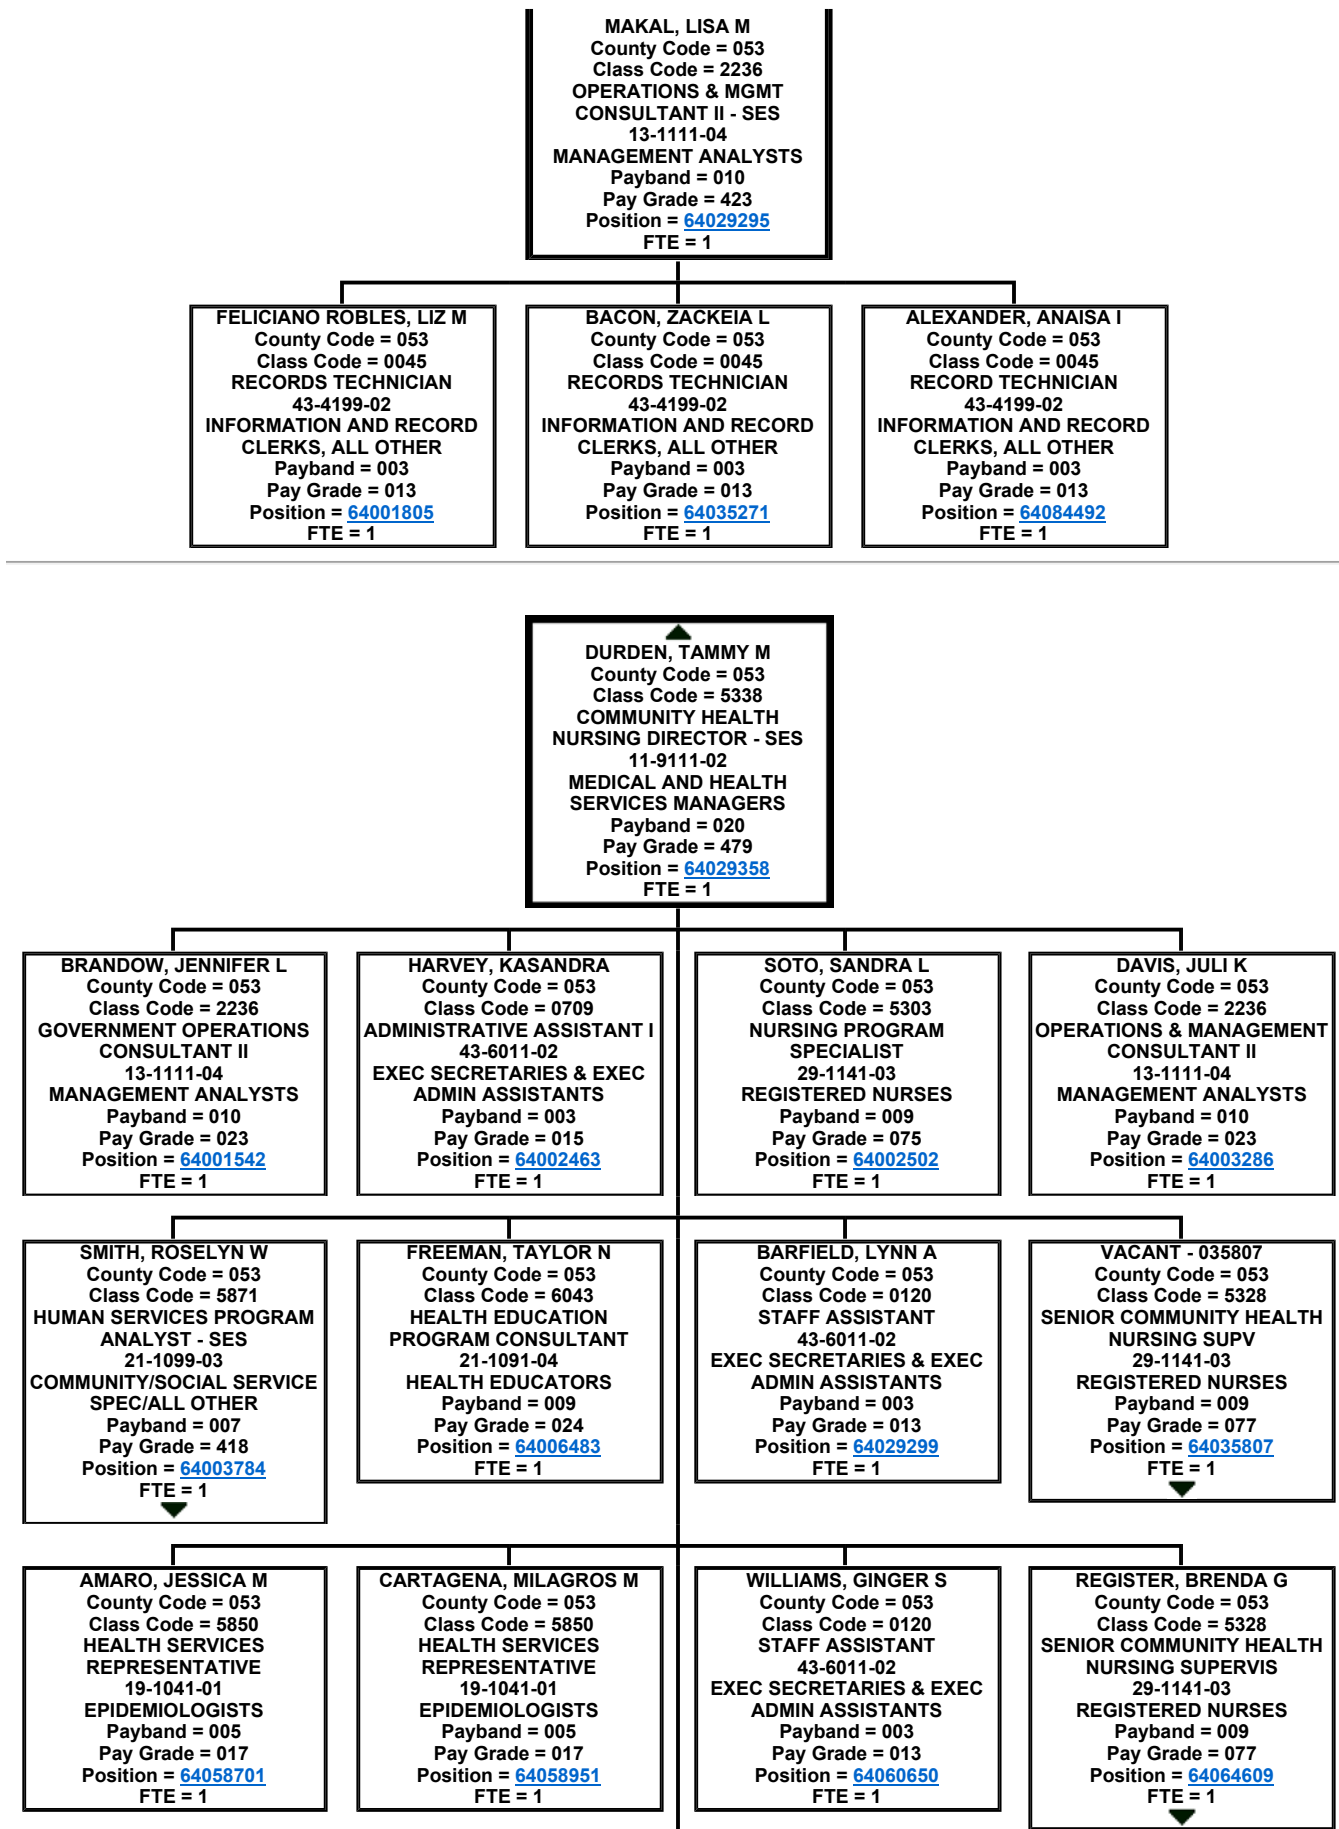 MAKAL, LISA M
County Code = 053
Class Code = 2236
OPERATIONS & MGMT
CONSULTANT II - SES
13-1111-04
MANAGEMENT ANALYSTS
Payband = 010
Pay Grade = 423
Position = 64029295
FTE = 1
FELICIANO ROBLES, LIZ M
County Code = 053
Class Code = 0045
RECORDS TECHNICIAN
43-4199-02
INFORMATION AND RECORD
CLERKS, ALL OTHER
Payband = 003
Pay Grade = 013
Position = 64001805
FTE = 1
BACON, ZACKEIA L
County Code = 053
Class Code = 0045
RECORDS TECHNICIAN
43-4199-02
INFORMATION AND RECORD
CLERKS, ALL OTHER
Payband = 003
Pay Grade = 013
Position = 64035271
FTE = 1
ALEXANDER, ANAISA I
County Code = 053
Class Code = 0045
RECORD TECHNICIAN
43-4199-02
INFORMATION AND RECORD
CLERKS, ALL OTHER
Payband = 003
Pay Grade = 013
Position = 64084492
FTE = 1
DURDEN, TAMMY M
County Code = 053
Class Code = 5338
COMMUNITY HEALTH
NURSING DIRECTOR - SES
11-9111-02
MEDICAL AND HEALTH
SERVICES MANAGERS
Payband = 020
Pay Grade = 479
Position = 64029358
FTE = 1
BRANDOW, JENNIFER L
County Code = 053
Class Code = 2236
GOVERNMENT OPERATIONS
CONSULTANT II
13-1111-04
MANAGEMENT ANALYSTS
Payband = 010
Pay Grade = 023
Position = 64001542
FTE = 1
HARVEY, KASANDRA
County Code = 053
Class Code = 0709
ADMINISTRATIVE ASSISTANT I
43-6011-02
EXEC SECRETARIES & EXEC
ADMIN ASSISTANTS
Payband = 003
Pay Grade = 015
Position = 64002463
FTE = 1
SOTO, SANDRA L
County Code = 053
Class Code = 5303
NURSING PROGRAM
SPECIALIST
29-1141-03
REGISTERED NURSES
Payband = 009
Pay Grade = 075
Position = 64002502
FTE = 1
DAVIS, JULI K
County Code = 053
Class Code = 2236
OPERATIONS & MANAGEMENT
CONSULTANT II
13-1111-04
MANAGEMENT ANALYSTS
Payband = 010
Pay Grade = 023
Position = 64003286
FTE = 1
SMITH, ROSELYN W
County Code = 053
Class Code = 5871
HUMAN SERVICES PROGRAM
ANALYST - SES
21-1099-03
COMMUNITY/SOCIAL SERVICE
SPEC/ALL OTHER
Payband = 007
Pay Grade = 418
Position = 64003784
FTE = 1
FREEMAN, TAYLOR N
County Code = 053
Class Code = 6043
HEALTH EDUCATION
PROGRAM CONSULTANT
21-1091-04
HEALTH EDUCATORS
Payband = 009
Pay Grade = 024
Position = 64006483
FTE = 1
BARFIELD, LYNN A
County Code = 053
Class Code = 0120
STAFF ASSISTANT
43-6011-02
EXEC SECRETARIES & EXEC
ADMIN ASSISTANTS
Payband = 003
Pay Grade = 013
Position = 64029299
FTE = 1
VACANT - 035807
County Code = 053
Class Code = 5328
SENIOR COMMUNITY HEALTH
NURSING SUPV
29-1141-03
REGISTERED NURSES
Payband = 009
Pay Grade = 077
Position = 64035807
FTE = 1
AMARO, JESSICA M
County Code = 053
Class Code = 5850
HEALTH SERVICES
REPRESENTATIVE
19-1041-01
EPIDEMIOLOGISTS
Payband = 005
Pay Grade = 017
Position = 64058701
FTE = 1
CARTAGENA, MILAGROS M
County Code = 053
Class Code = 5850
HEALTH SERVICES
REPRESENTATIVE
19-1041-01
EPIDEMIOLOGISTS
Payband = 005
Pay Grade = 017
Position = 64058951
FTE = 1
WILLIAMS, GINGER S
County Code = 053
Class Code = 0120
STAFF ASSISTANT
43-6011-02
EXEC SECRETARIES & EXEC
ADMIN ASSISTANTS
Payband = 003
Pay Grade = 013
Position = 64060650
FTE = 1
REGISTER, BRENDA G
County Code = 053
Class Code = 5328
SENIOR COMMUNITY HEALTH
NURSING SUPERVIS
29-1141-03
REGISTERED NURSES
Payband = 009
Pay Grade = 077
Position = 64064609
FTE = 1